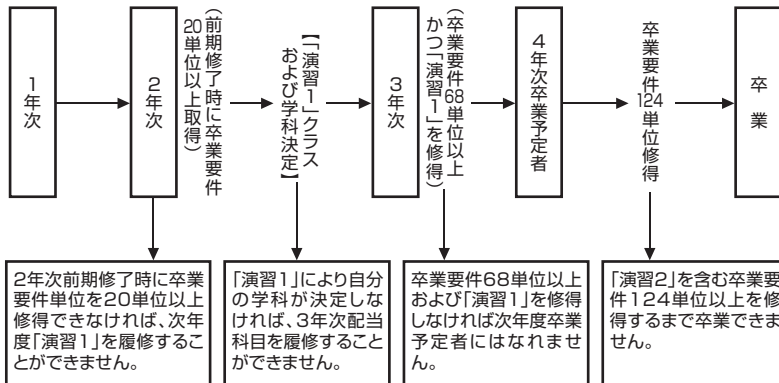 1年次
2年次
(前期修了時に卒業要件
20単位以上取得)
【「演習1」クラス
および学科決定】
3年次
(卒業要件68単位以上
かつ「演習1」を修得)
4年次卒業予定者
卒業要件124単位修得
卒業
2年次前期修了時に卒業
要件単位を20単位以上
修得できなければ、次年
度「演習1」を履修するこ
とができません。
「演習1」により自分
の学科が決定しな
ければ、3年次配当
科目を履修すること
ができません。
卒業要件68単位以上
および「演習1」を修得
しなければ次年度卒業
予定者にはなれませ
ん。
「演習2」を含む卒業要
件124単位以上を修
得するまで卒業できま
せん。